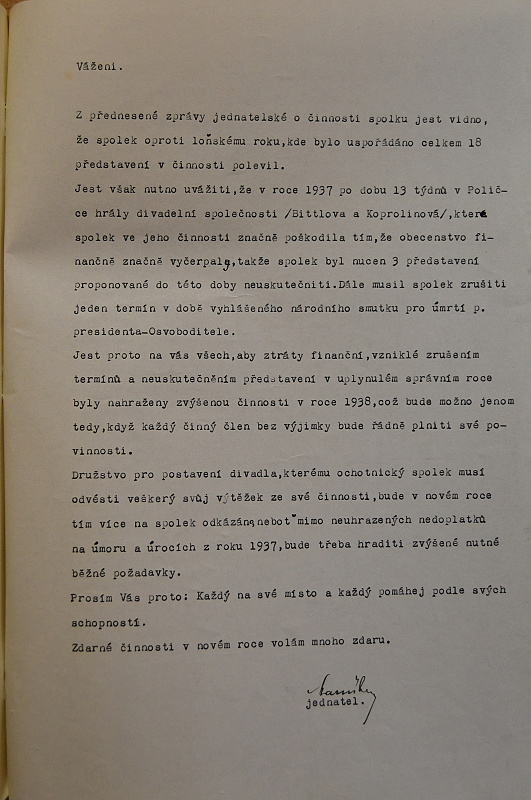 Váženi.
Z přednesené zprávy jednatelské o činnosti spolku jest vidno,
že spolek oproti loňskému roku,kde bylo uspořádáno celkem 18
představení v činnosti polevil.
Jest však nutno uvážiti,že v roce 1937 po dobu 13 týdnů v Polič-
ce hrály divadelní společnosti /Bittlova a Koprolinová/,které
spolek ve jeho činnosti značně poškodila tím,že obecenstvo fi-
nančně značně vyčerpaly,takže spolek byl nucen 3 představení
proponované do této doby neuskutečniti.Dále musil spolek zrušiti
jeden termín v době vyhlášeného národního smutku pro úmrtí p.
presidenta-Osvoboditele.
Jest proto na vás všech,aby ztráty finanční,vzniklé zrušením
termínů a neuskutečněním představení v uplynulém správním roce
byly nahraženy zvýšenou činností v roce 1938,což bude možno jenom
tedy,když každý činný člen bez výjimky bude řádně plniti své po-
vinnosti.
Družstvo pro postavení divadla,kterému ochotnický spolek musí
odvésti veškerý svůj výtěžek ze své činnosti,bude v novém roce
tím více na spolek odkázáno,neboť mimo neuhrazených nedoplatků
na úmoru a úrocích z roku 1937,bude třeba hraditi zvýšené nutné
běžné požadavky.
Prosím Vás proto: Každý na své místo a každý pomáhej podle svých
schopností.
Zdarné činnosti v novém roce volám mnoho zdaru.
jednatel.